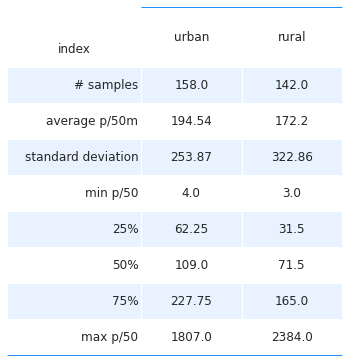 urban rural
index
# samples 158.0 142.0
average p/50m 194.54 172.2
standard deviation 253.87 322.86
min p/50 4.0 3.0
25% 62.25 31.5
50% 109.0 71.5
75% 227.75 165.0
max p/50 1807.0 2384.0